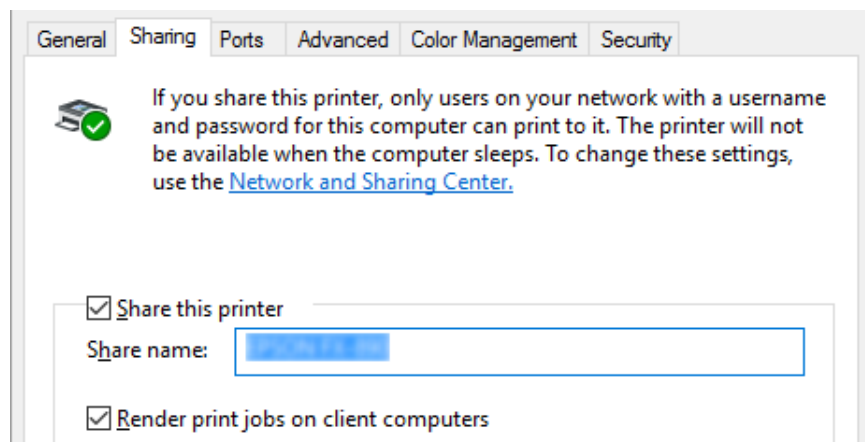 General Sharing Ports Advanced Color Management Security
If you share this printer, only users on your network with a username
and password for this computer can print to it. The printer will not
be available when the computer sleeps. To change these settings,
use the Network and Sharing Center.
Share this printer
Share name:
Render print jobs on client computers